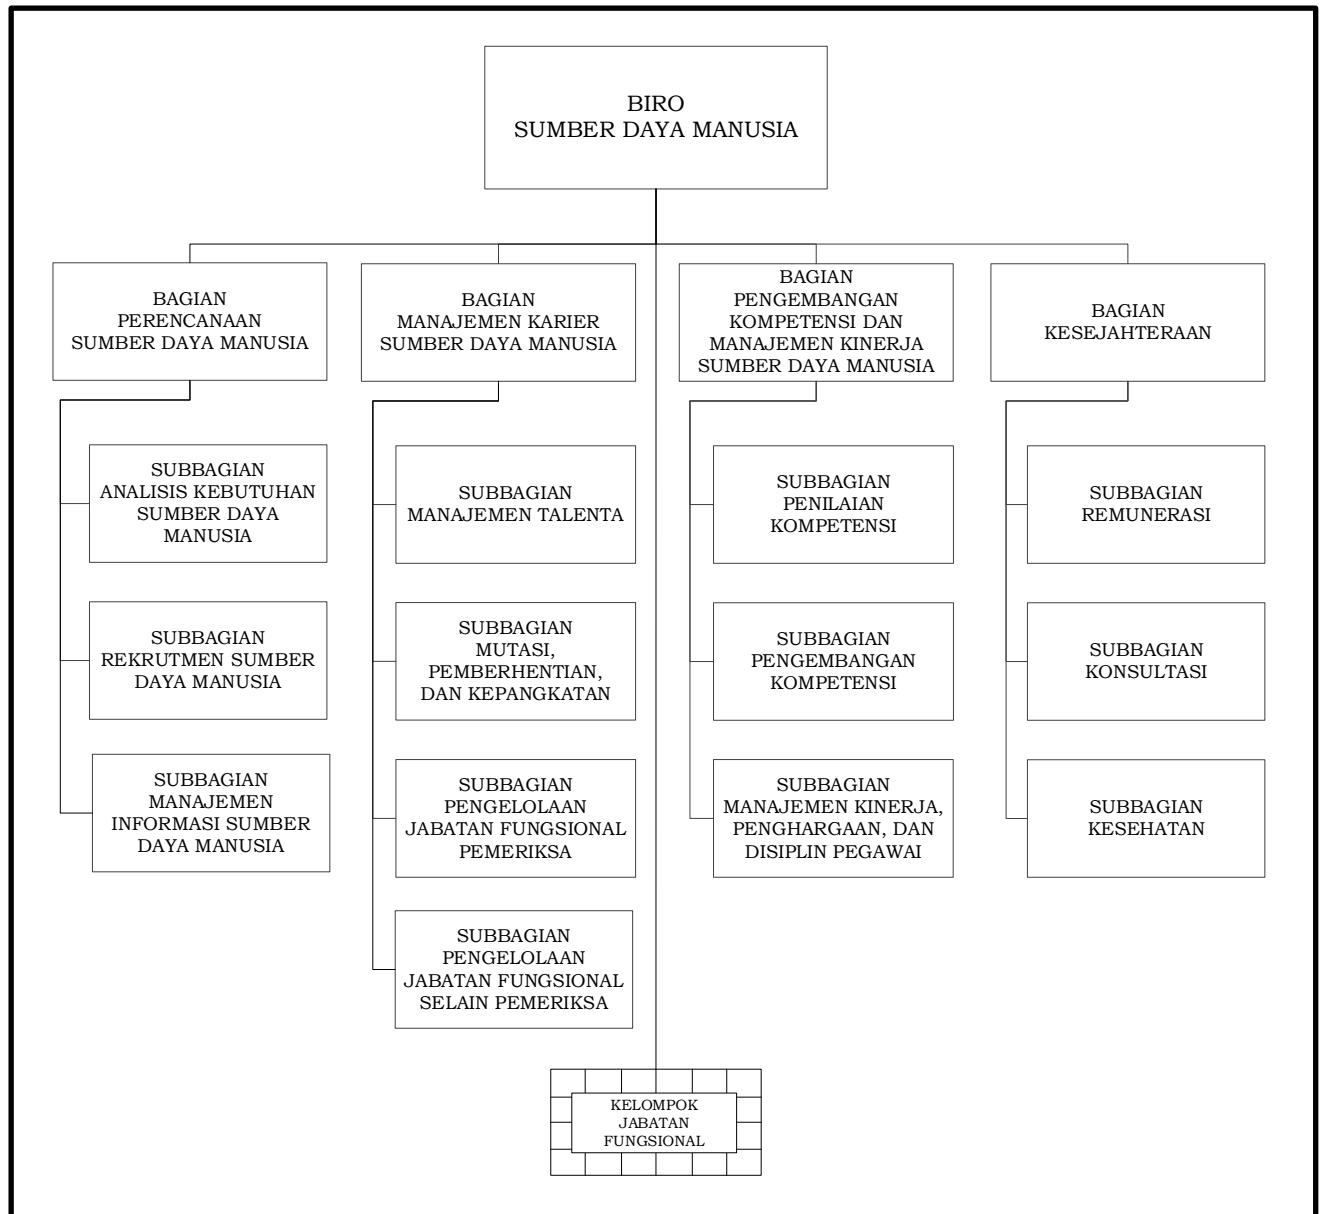 BIRO
SUMBER DAYA MANUSIA
BAGIAN
PERENCANAAN
SUMBER DAYA MANUSIA
BAGIAN
MANAJEMEN KARIER
SUMBER DAYA MANUSIA
BAGIAN
PENGEMBANGAN
KOMPETENSI DAN
MANAJEMEN KINERJA
SUMBER DAYA MANUSIA
BAGIAN
KESEJAHTERAAN
SUBBAGIAN
ANALISIS KEBUTUHAN
SUMBER DAYA
MANUSIA
SUBBAGIAN
MANAJEMEN TALENTA
SUBBAGIAN
PENILAIAN
KOMPETENSI
SUBBAGIAN
REMUNERASI
SUBBAGIAN
REKRUTMEN SUMBER
DAYA MANUSIA
SUBBAGIAN
MUTASI,
PEMBERHENTIAN,
DAN KEPANGKATAN
SUBBAGIAN
PENGEMBANGAN
KOMPETENSI
SUBBAGIAN
KONSULTASI
SUBBAGIAN
MANAJEMEN
INFORMASI SUMBER
DAYA MANUSIA
SUBBAGIAN
PENGELOLAAN
JABATAN FUNGSIONAL
PEMERIKSA
SUBBAGIAN
MANAJEMEN KINERJA,
PENGHARGAAN, DAN
DISIPLIN PEGAWAI
SUBBAGIAN
KESEHATAN
SUBBAGIAN
PENGELOLAAN
JABATAN FUNGSIONAL
SELAIN PEMERIKSA
KELOMPOK
JABATAN
FUNGSIONAL